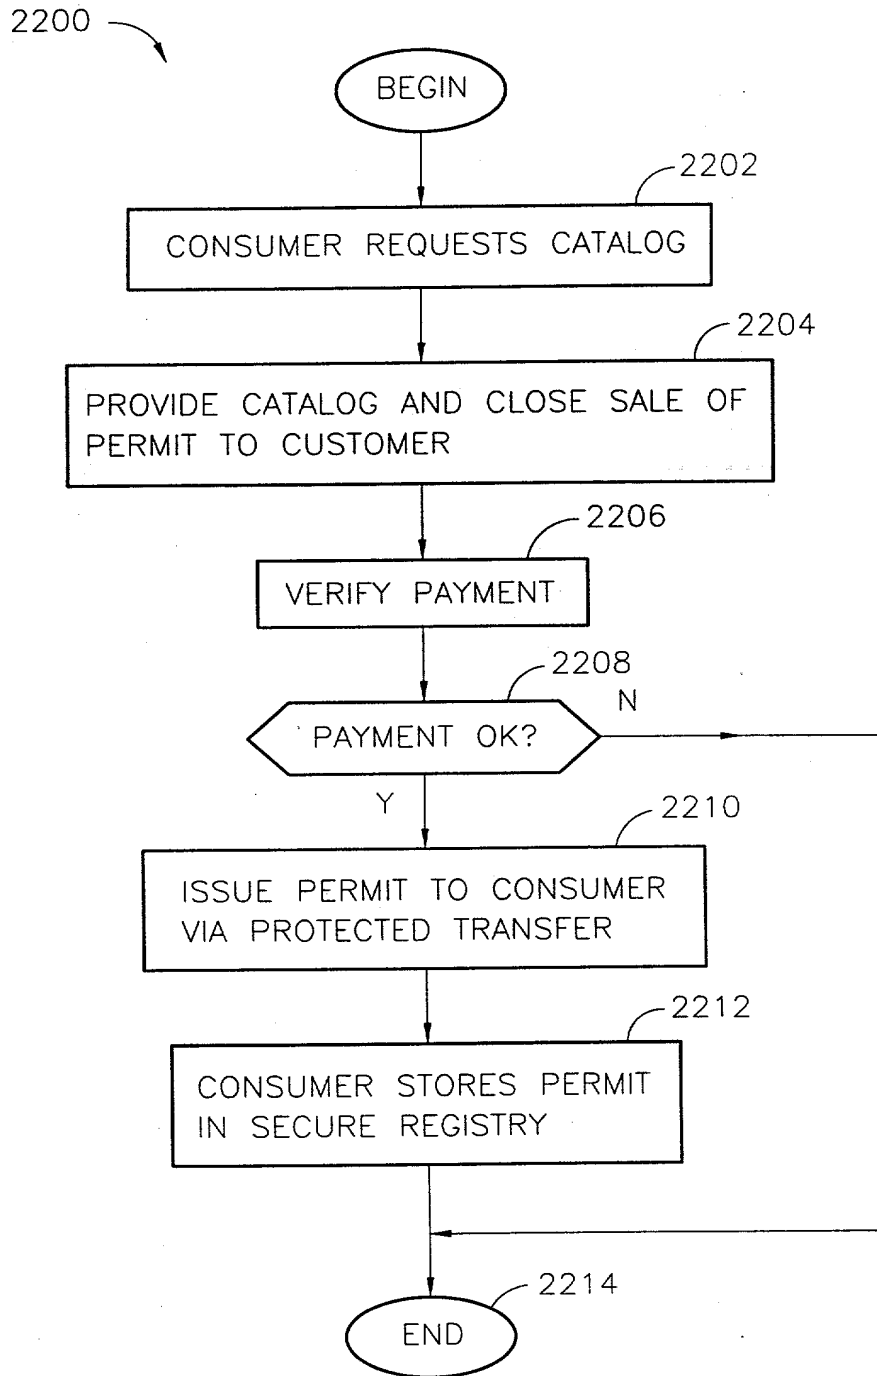 2200
BEGIN
2202
CONSUMER REQUESTS CATALOG
2204
PROVIDE CATALOG AND CLOSE SALE OF
PERMIT TO CUSTOMER
2206
VERIFY PAYMENT
2208
PAYMENT OK?
N
Y
2210
ISSUE PERMIT TO CONSUMER
VIA PROTECTED TRANSFER
2212
CONSUMER STORES PERMIT
IN SECURE REGISTRY
2214
END